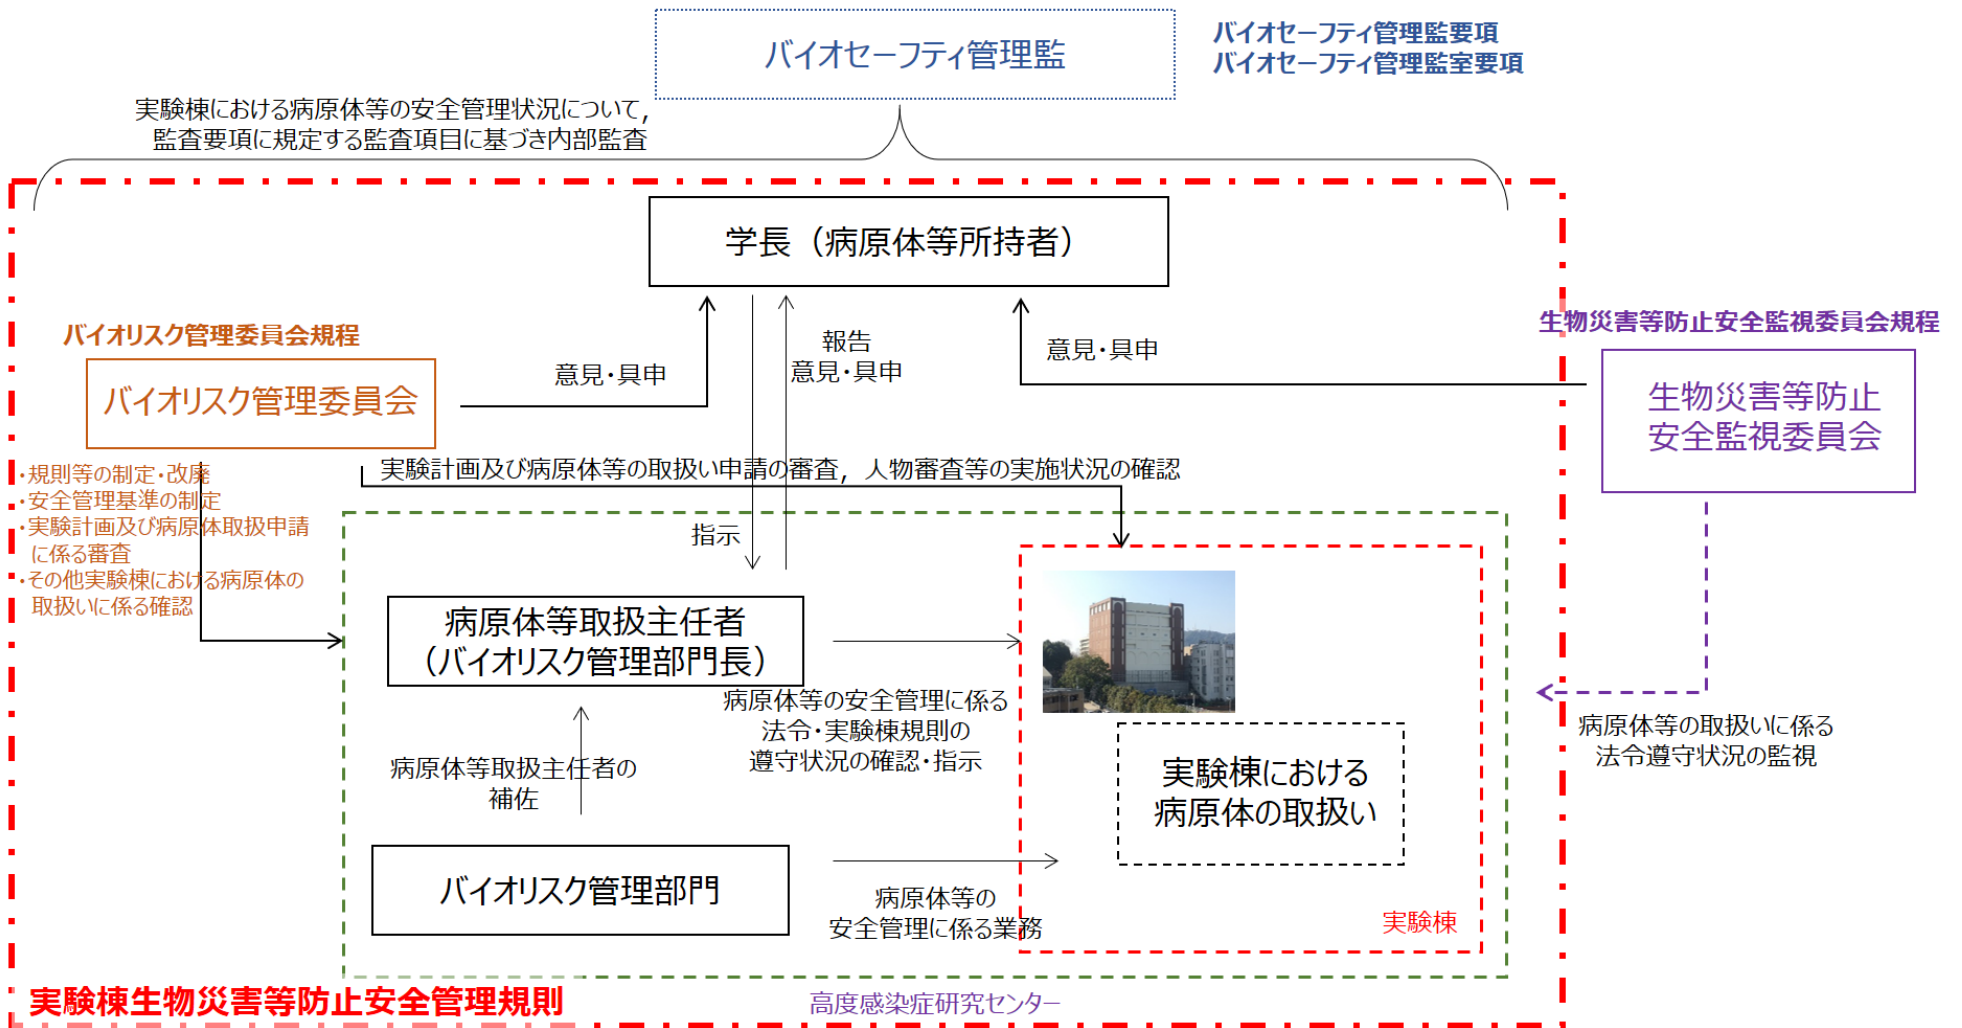 バイオセーフティ管理監
バイオセーフティ管理監要項
バイオセーフティ管理監室要項
実験棟における病原体等の安全管理状況について，
監査要項に規定する監査項目に基づき内部監査
学長（病原体等所持者）
バイオリスク管理委員会規程
バイオリスク管理委員会
意見・具申
報告
意見・具申
意見・具申
生物災害等防止安全監視委員会規程
生物災害等防止
安全監視委員会
・規則等の制定・改廃
・安全管理基準の制定
・実験計画及び病原体取扱申請
に係る審査
・その他実験棟における病原体の
取扱いに係る確認
実験計画及び病原体等の取扱い申請の審査，人物審査等の実施状況の確認
指示
病原体等取扱主任者
（バイオリスク管理部門長）
病原体等の安全管理に係る
法令・実験棟規則の
遵守状況の確認・指示
病原体等取扱主任者の
補佐
バイオリスク管理部門
病原体等の
安全管理に係る業務
実験棟における
病原体の取扱い
実験棟
病原体等の取扱いに係る
法令遵守状況の監視
実験棟生物災害等防止安全管理規則
高度感染症研究センター